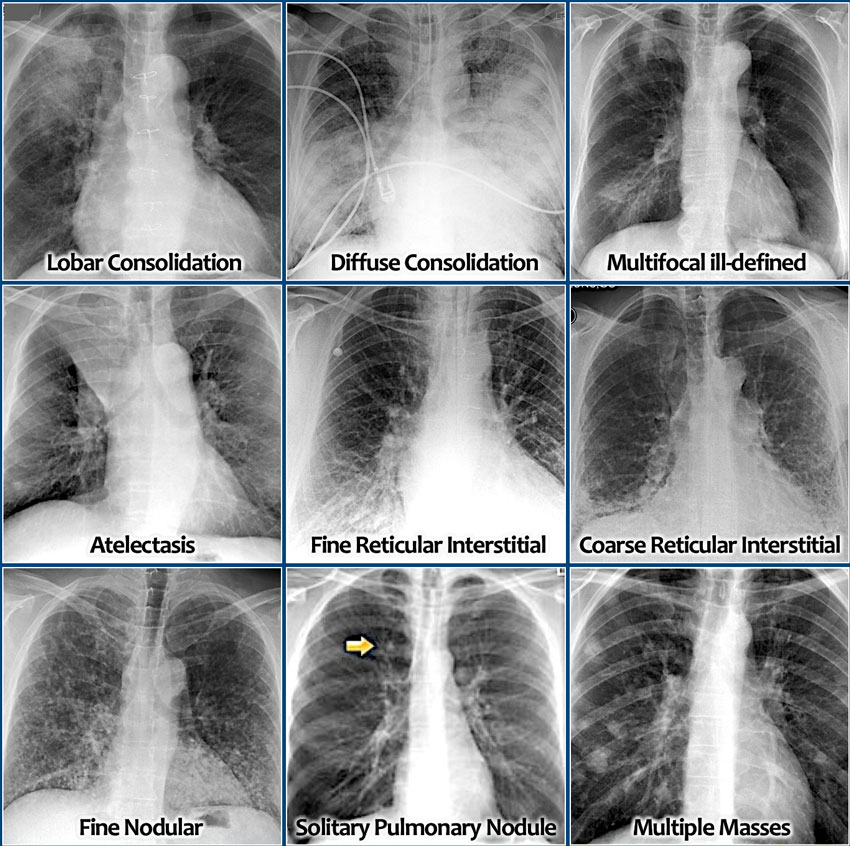 Lobar Consolidation
Diffuse Consolidation
Multifocal ill-defined
Atelectasis
Fine Reticular Interstitial
Coarse Reticular Interstitial
Fine Nodular
Solitary Pulmonary Nodule
Multiple Masses